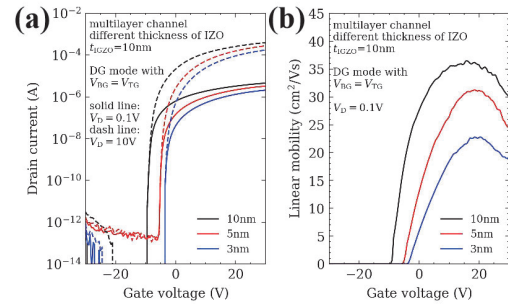 (a)
multilayer channel
different thickness of IZO
t_IGZO=10nm
DG mode with
V_BG = V_TG
solid line:
V_D = 0.1V
dash line:
V_D = 10V
10nm
5nm
3nm
10^−4
10^−6
10^−8
10^−10
10^−12
10^−14
10^−2
Drain current (A)
−20
0
20
Gate voltage (V)
(b)
multilayer channel
different thickness of IZO
t_IGZO=10nm
DG mode with
V_BG = V_TG
V_D = 0.1V
10nm
5nm
3nm
45
40
35
30
25
20
15
10
5
0
Linear mobility (cm²/Vs)
−20
0
20
Gate voltage (V)